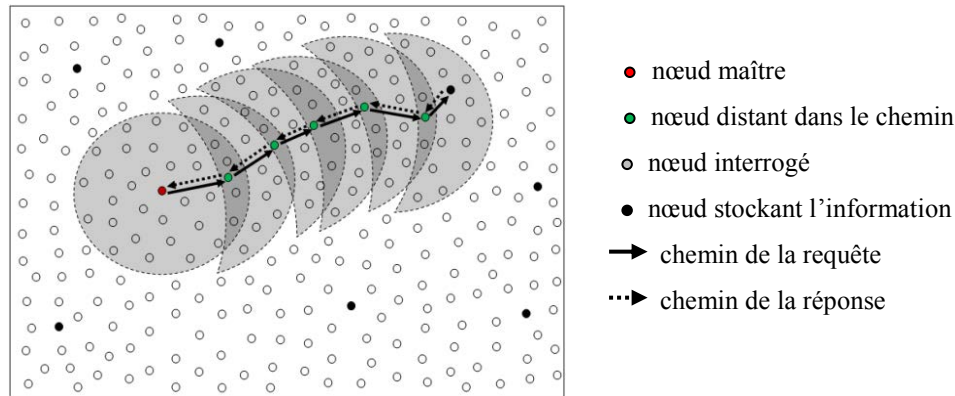 nœud maître
nœud distant dans le chemin
nœud interrogé
nœud stockant l’information
chemin de la requête
chemin de la réponse